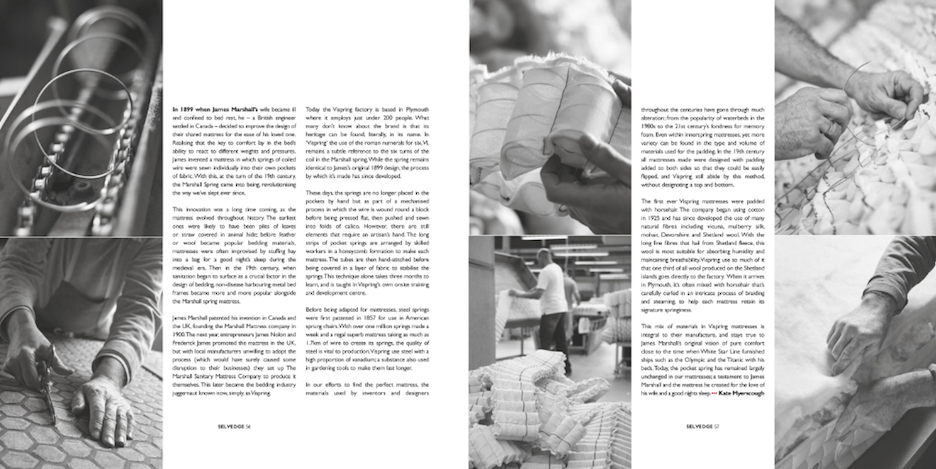 In 1899 when James Marshall's wife became ill
and confined to bed rest, he – a British engineer
settled in Canada – decided to improve the design of
their shared mattress for the ease of his loved one.
Realising that the key to comfort lay in the bed's
ability to react to different weights and pressures,
James invented a mattress in which springs of coiled
wire were sewn individually into their own pockets
of fabric. With this, at the turn of the 19th century,
the Marshall Spring came into being, revolutionising
the way we've slept ever since.
This innovation was a long time coming, as the
mattress evolved throughout history. The earliest
ones were likely to have been piles of leaves
or straw covered in animal hide; before feather
or wool became popular bedding materials,
mattresses were often improvised by stuffing hay
into a bag for a good night's sleep during the
medieval era. Then in the 19th century, when
sanitation began to surface as a crucial factor in the
design of bedding, non-disease harbouring metal bed
frames became more and more popular alongside
the Marshall spring mattress.
James Marshall patented his invention in Canada and
the UK, founding the Marshall Mattress company in
1900. The next year, entrepreneurs James Nolon and
Frederick James promoted the mattress in the UK,
but with local manufacturers unwilling to adopt the
process (which would have surely caused some
disruption to their businesses) they set up The
Marshall Sanitary Mattress Company to produce it
themselves. This later became the bedding industry
juggernaut known now, simply, as Vispring.
Today the Vispring factory is based in Plymouth
where it employs just under 200 people. What
many don't know about the brand is that its
heritage can be found, literally, in its name. In
'Vispring' the use of the roman numerals for six, VI,
remains a subtle reference to the six turns of the
coil in the Marshall spring. While the spring remains
identical to James's original 1899 design, the process
by which it's made has since developed.
These days, the springs are no longer placed in the
pockets by hand but as part of a mechanised
process in which the wire is wound round a block
before being pressed flat, then pushed and sewn
into folds of calico. However, there are still
elements that require an artisan's hand. The long
strips of pocket springs are arranged by skilled
workers in a honeycomb formation to make each
mattress. The tubes are then hand-stitched before
being covered in a layer of fabric to stabilise the
springs. This technique alone takes three months to
learn, and is taught in Vispring's own onsite training
and development centre.
Before being adapted for mattresses, steel springs
were first patented in 1857 for use in American
sprung chairs. With over one million springs made a
week and a regal superb mattress taking as much as
1.7km of wire to create its springs, the quality of
steel is vital to production. Vispring use steel with a
high proportion of vanadium; a substance also used
in gardening tools to make them last longer.
In our efforts to find the perfect mattress, the
materials used by inventors and designers
SELVEDGE 56
throughout the centuries have gone through much
alteration; from the popularity of waterbeds in the
1980s to the 21st century's fondness for memory
foam. Even within innerspring mattresses, yet more
variety can be found in the type and volume of
materials used for the padding. In the 19th century
all mattresses made were designed with padding
added to both sides so that they could be easily
flipped, and Vispring still abide by this method,
without designating a top and bottom.
The first ever Vispring mattresses were padded
with horsehair. The company began using cotton
in 1925 and has since developed the use of many
natural fibres including vicuna, mulberry silk,
mohair, Devonshire and Shetland wool. With the
long fine fibres that hail from Shetland fleece, this
wool is most suitable for absorbing humidity and
maintaining breathability. Vispring use so much of it
that one third of all wool produced on the Shetland
islands goes directly to the factory. When it arrives
in Plymouth, it's often mixed with horsehair that's
carefully curled in an intricate process of braiding
and steaming, to help each mattress retain its
signature springiness.
This mix of materials in Vispring mattresses is
integral to their manufacture, and stays true to
James Marshall's original vision of pure comfort
close to the time when White Star Line furnished
ships such as the Olympic and the Titanic with his
beds. Today, the pocket spring has remained largely
unchanged in our mattresses; a testament to James
Marshall and the mattress he created for the love of
his wife and a good nights sleep. ••• Kate Myerscough
SELVEDGE 57